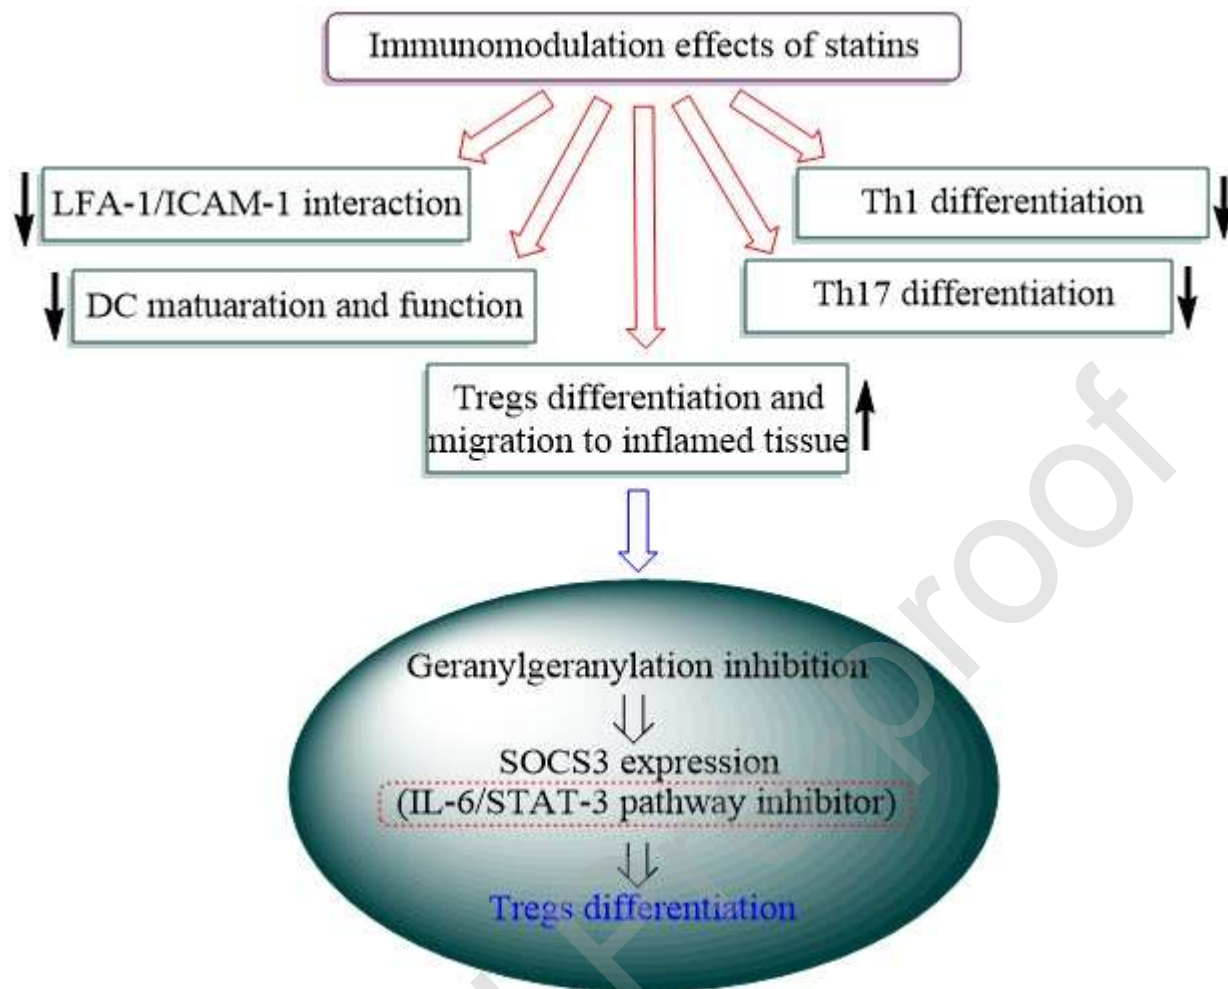 Immunomodulation effects of statins
LFA-1/ICAM-1 interaction
Th1 differentiation
DC matuaration and function
Th17 differentiation
Tregs differentiation and
migration to inflamed tissue
Geranylgeranylation inhibition
SOCS3 expression
(IL-6/STAT-3 pathway inhibitor)
Tregs differentiation
proof